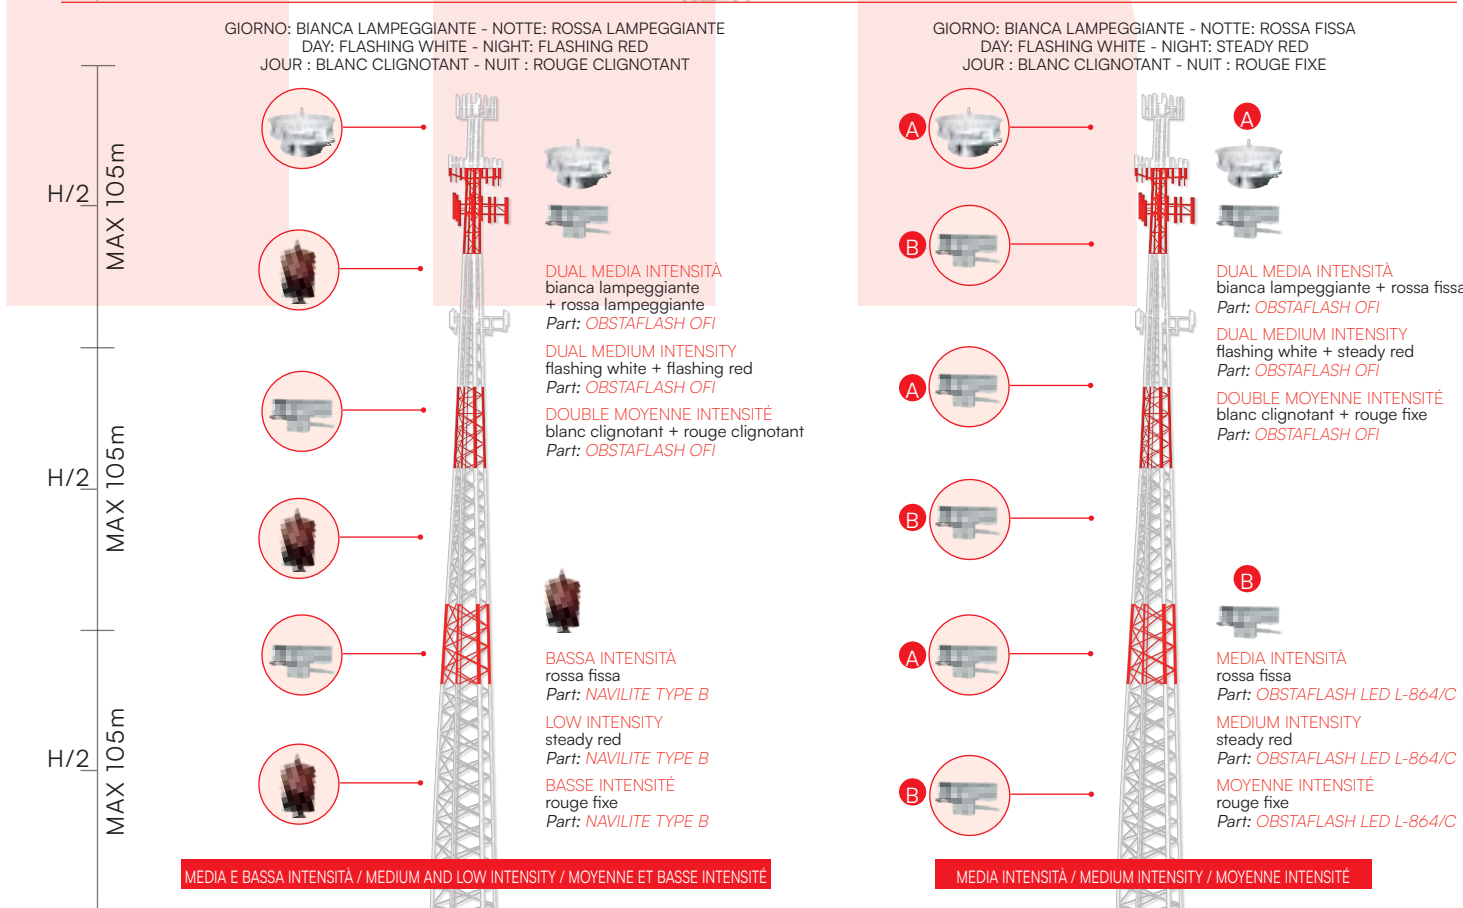 GIORNO: BIANCA LAMPEGGIANTE - NOTTE: ROSSA LAMPEGGIANTE
DAY: FLASHING WHITE - NIGHT: FLASHING RED
JOUR : BLANC CLIGNOTANT - NUIT : ROUGE CLIGNOTANT
H/2
MAX 105m
H/2
MAX 105m
H/2
MAX 105m
DUAL MEDIA INTENSITÀ
bianca lampeggiante
+ rossa lampeggiante
Part: OBSTAFLASH OFI
DUAL MEDIUM INTENSITY
flashing white + flashing red
Part: OBSTAFLASH OFI
DOUBLE MOYENNE INTENSITÉ
blanc clignotant + rouge clignotant
Part: OBSTAFLASH OFI
BASSA INTENSITÀ
rossa fissa
Part: NAVILITE TYPE B
LOW INTENSITY
steady red
Part: NAVILITE TYPE B
BASSE INTENSITÉ
rouge fixe
Part: NAVILITE TYPE B
MEDIA E BASSA INTENSITÀ / MEDIUM AND LOW INTENSITY / MOYENNE ET BASSE INTENSITÉ
GIORNO: BIANCA LAMPEGGIANTE - NOTTE: ROSSA FISSA
DAY: FLASHING WHITE - NIGHT: STEADY RED
JOUR : BLANC CLIGNOTANT - NUIT : ROUGE FIXE
A
B
A
B
A
B
A
DUAL MEDIA INTENSITÀ
bianca lampeggiante + rossa fissa
Part: OBSTAFLASH OFI
DUAL MEDIUM INTENSITY
flashing white + steady red
Part: OBSTAFLASH OFI
DOUBLE MOYENNE INTENSITÉ
blanc clignotant + rouge fixe
Part: OBSTAFLASH OFI
B
MEDIA INTENSITÀ
rossa fissa
Part: OBSTAFLASH LED L-864/C
MEDIUM INTENSITY
steady red
Part: OBSTAFLASH LED L-864/C
MOYENNE INTENSITÉ
rouge fixe
Part: OBSTAFLASH LED L-864/C
MEDIA INTENSITÀ / MEDIUM INTENSITY / MOYENNE INTENSITÉ